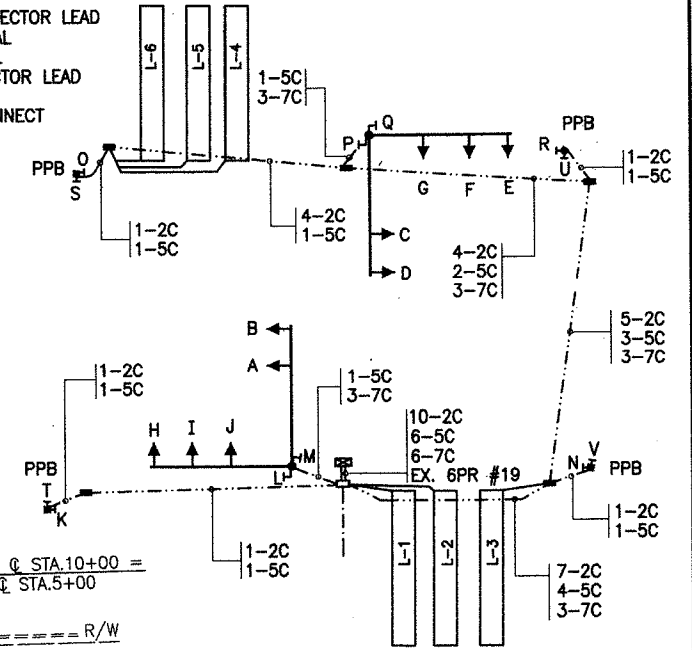 ECTOR LEAD
AL
CTOR LEAD
NNECT
L-6
L-5
L-4
1-5C
3-7C
Q
P
PPB
R
U
1-2C
1-5C
O
PPB
S
G
F
E
1-2C
1-5C
4-2C
1-5C
C
D
4-2C
2-5C
3-7C
B
A
5-2C
3-5C
3-7C
1-2C
1-5C
1-5C
3-7C
H
I
J
M
L
10-2C
6-5C
6-7C
EX. 6PR #19
PPB
T
K
N
V
PPB
1-2C
1-5C
L-1
L-2
L-3
1-2C
1-5C
7-2C
4-5C
3-7C
℄ STA.10+00 =
℄ STA.5+00
R/W